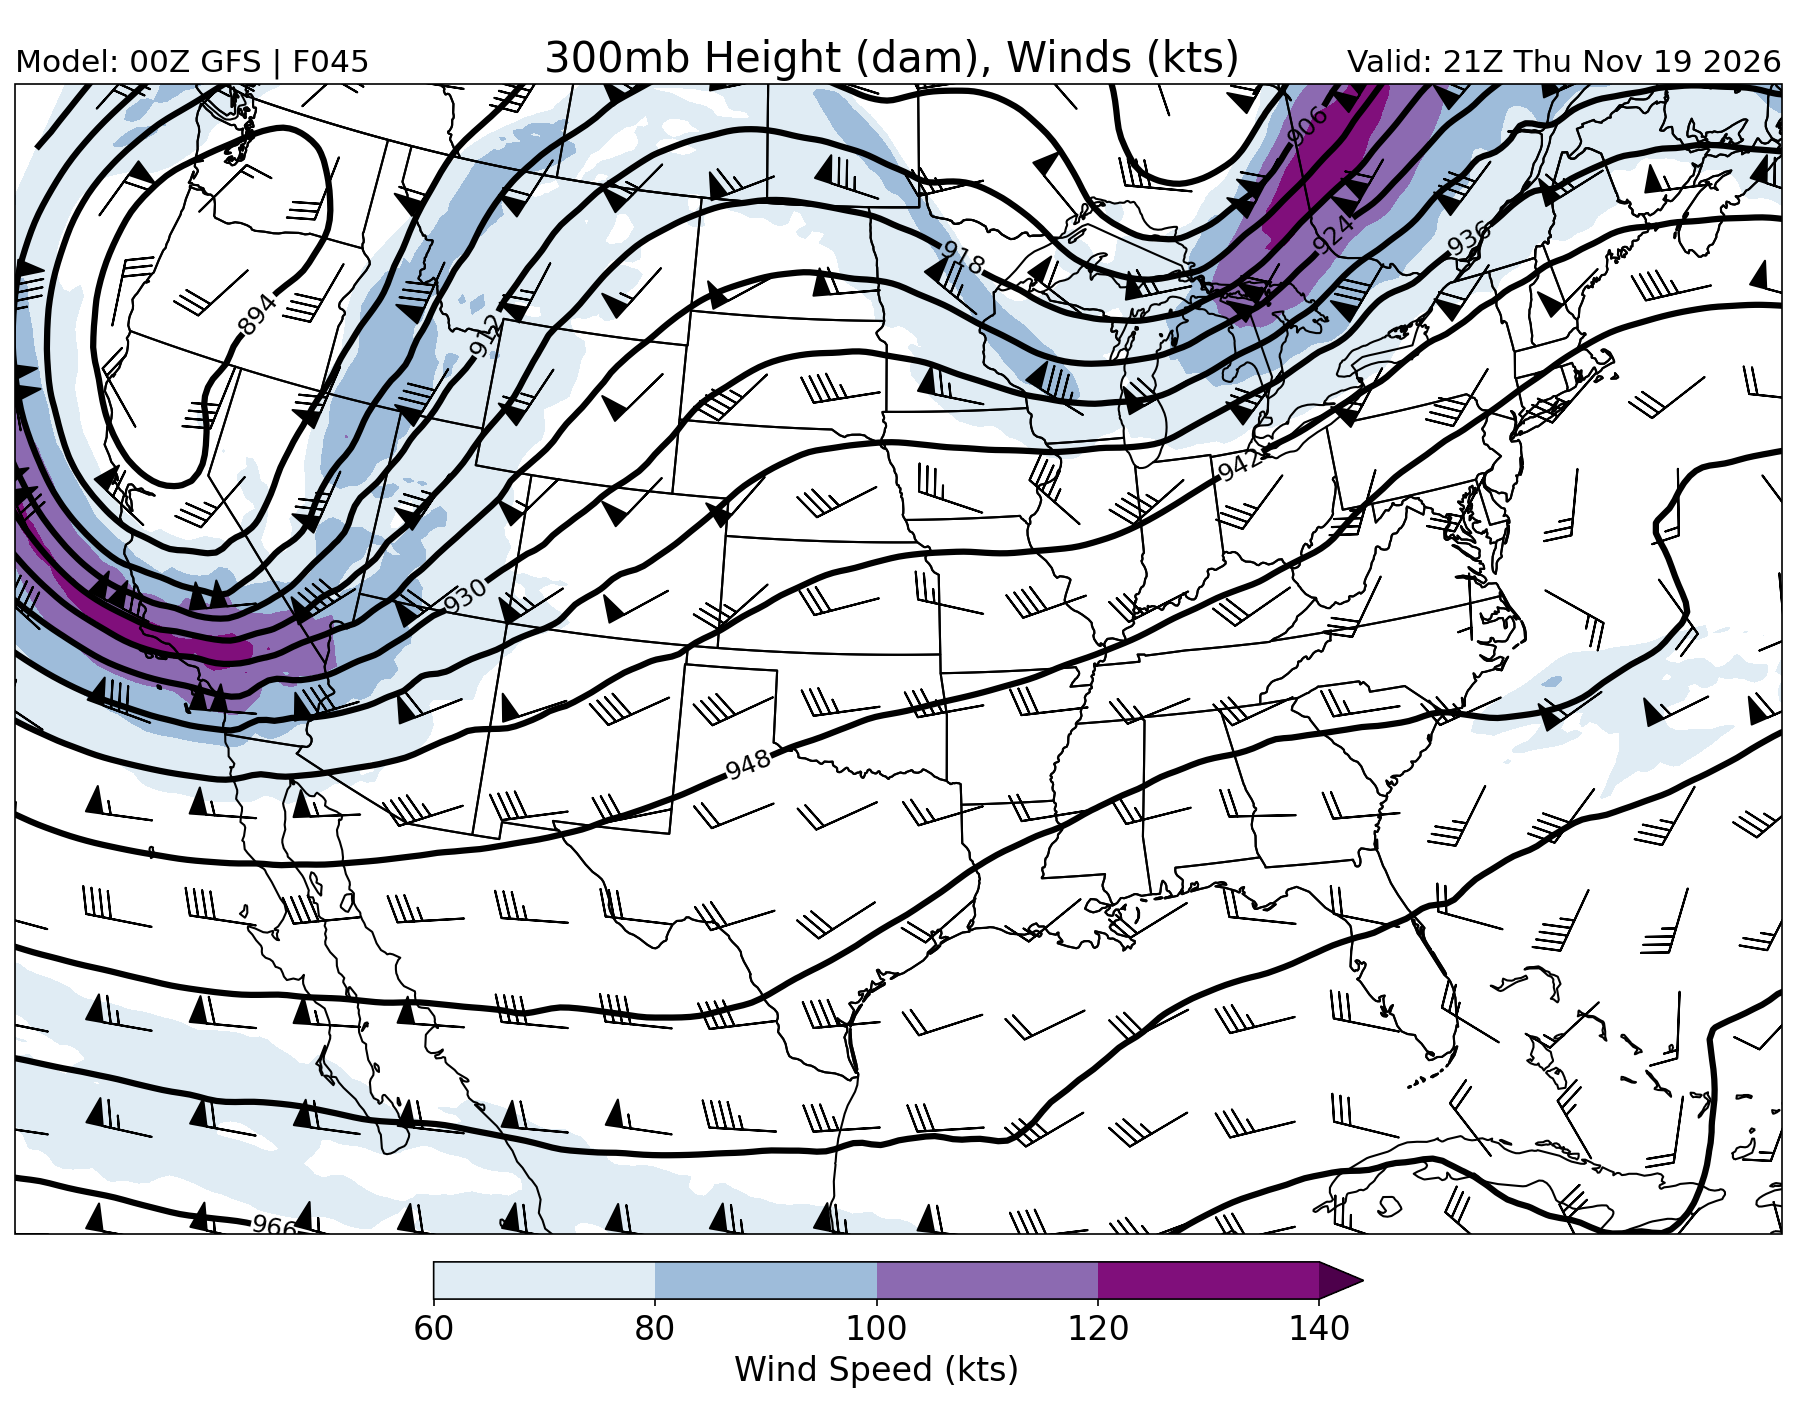 Model: 00Z GFS | F045
300mb Height (dam), Winds (kts)
Valid: 21Z Thu Nov 19 2026
906
924
936
918
894
912
942
930
948
966
60 80 100 120 140
Wind Speed (kts)